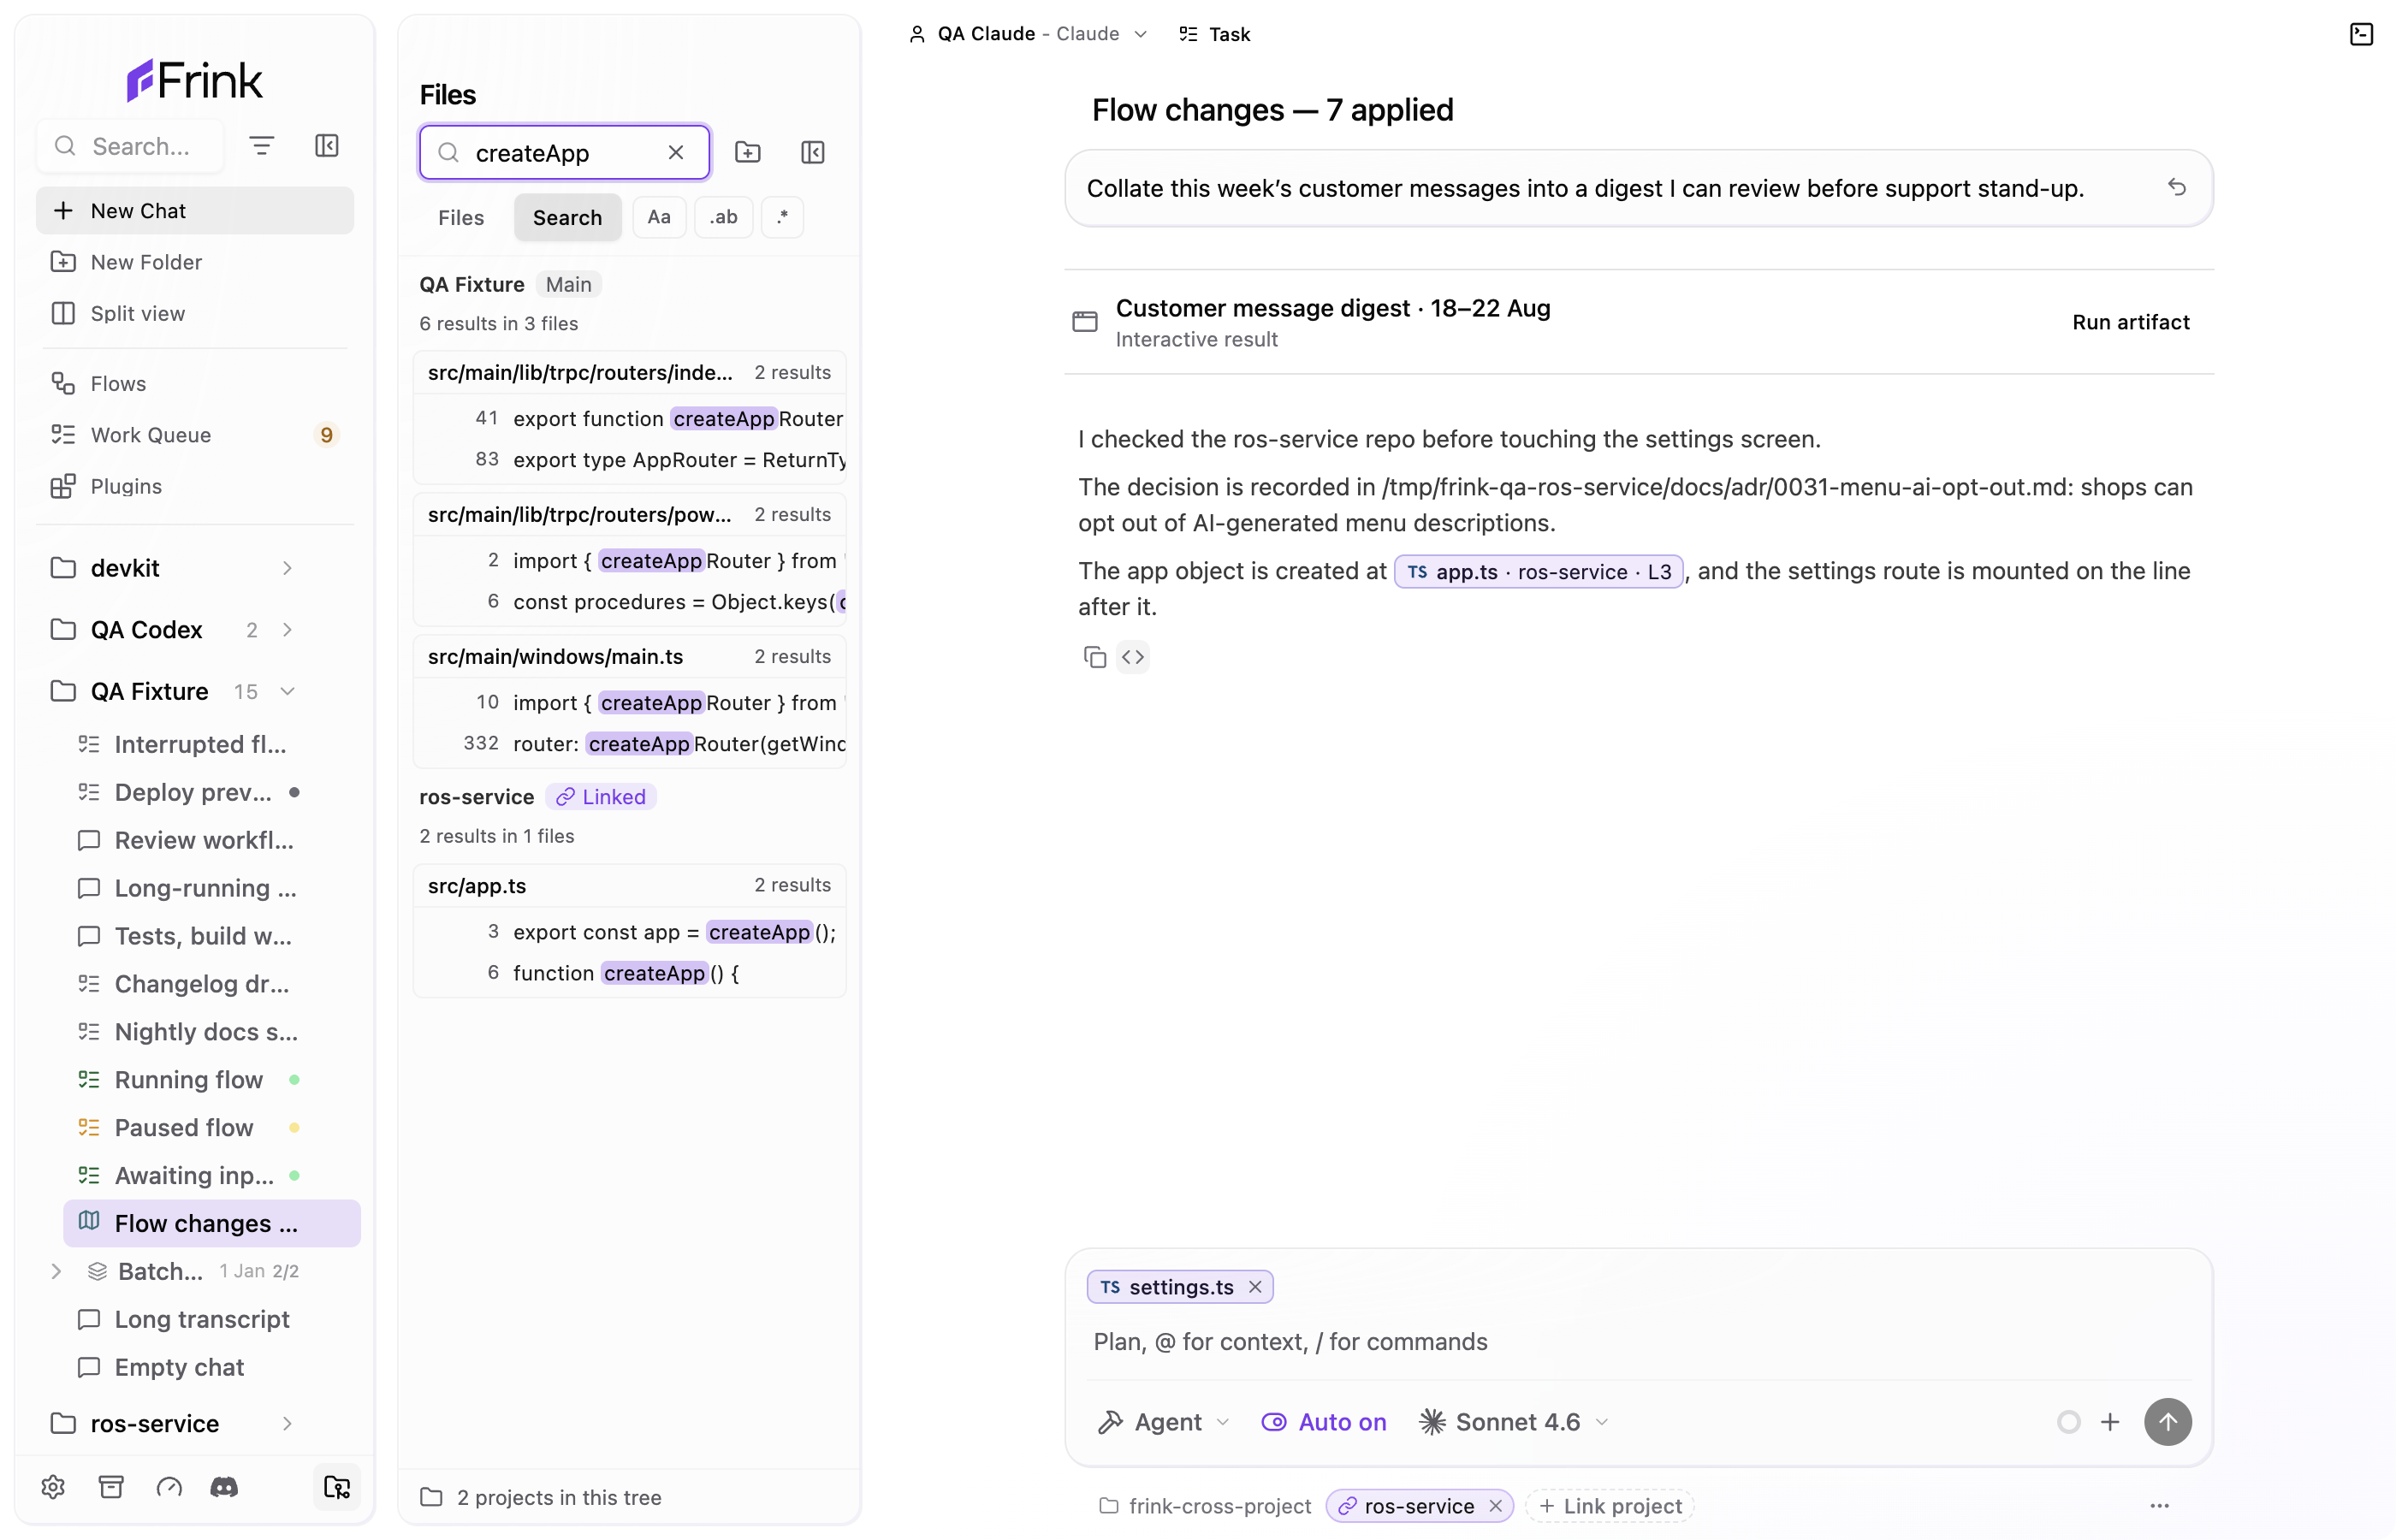 Frink
Search...
New Chat
New Folder
Split view
Flows
Work Queue 9
Plugins
devkit
QA Codex 2
QA Fixture 15
Interrupted fl...
Deploy prev...
Review workfl...
Long-running ...
Tests, build w...
Changelog dr...
Nightly docs s...
Running flow
Paused flow
Awaiting inp...
Flow changes ...
Batch... 1 Jan 2/2
Long transcript
Empty chat
ros-service
Files
createApp
Files Search Aa .ab .*
QA Fixture Main
6 results in 3 files
src/main/lib/trpc/routers/inde... 2 results
41 export function createAppRouter
83 export type AppRouter = ReturnTy
src/main/lib/trpc/routers/pow... 2 results
2 import { createAppRouter } from '
6 const procedures = Object.keys(c
src/main/windows/main.ts 2 results
10 import { createAppRouter } from '
332 router: createAppRouter(getWind
ros-service Linked
2 results in 1 files
src/app.ts 2 results
3 export const app = createApp();
6 function createApp() {
2 projects in this tree
QA Claude - Claude Task
Flow changes — 7 applied
Collate this week’s customer messages into a digest I can review before support stand-up.
Customer message digest · 18–22 Aug
Interactive result
Run artifact
I checked the ros-service repo before touching the settings screen.
The decision is recorded in /tmp/frink-qa-ros-service/docs/adr/0031-menu-ai-opt-out.md: shops can
opt out of AI-generated menu descriptions.
The app object is created at TS app.ts · ros-service · L3, and the settings route is mounted on the line
after it.
TS settings.ts
Plan, @ for context, / for commands
Agent Auto on Sonnet 4.6
frink-cross-project ros-service + Link project